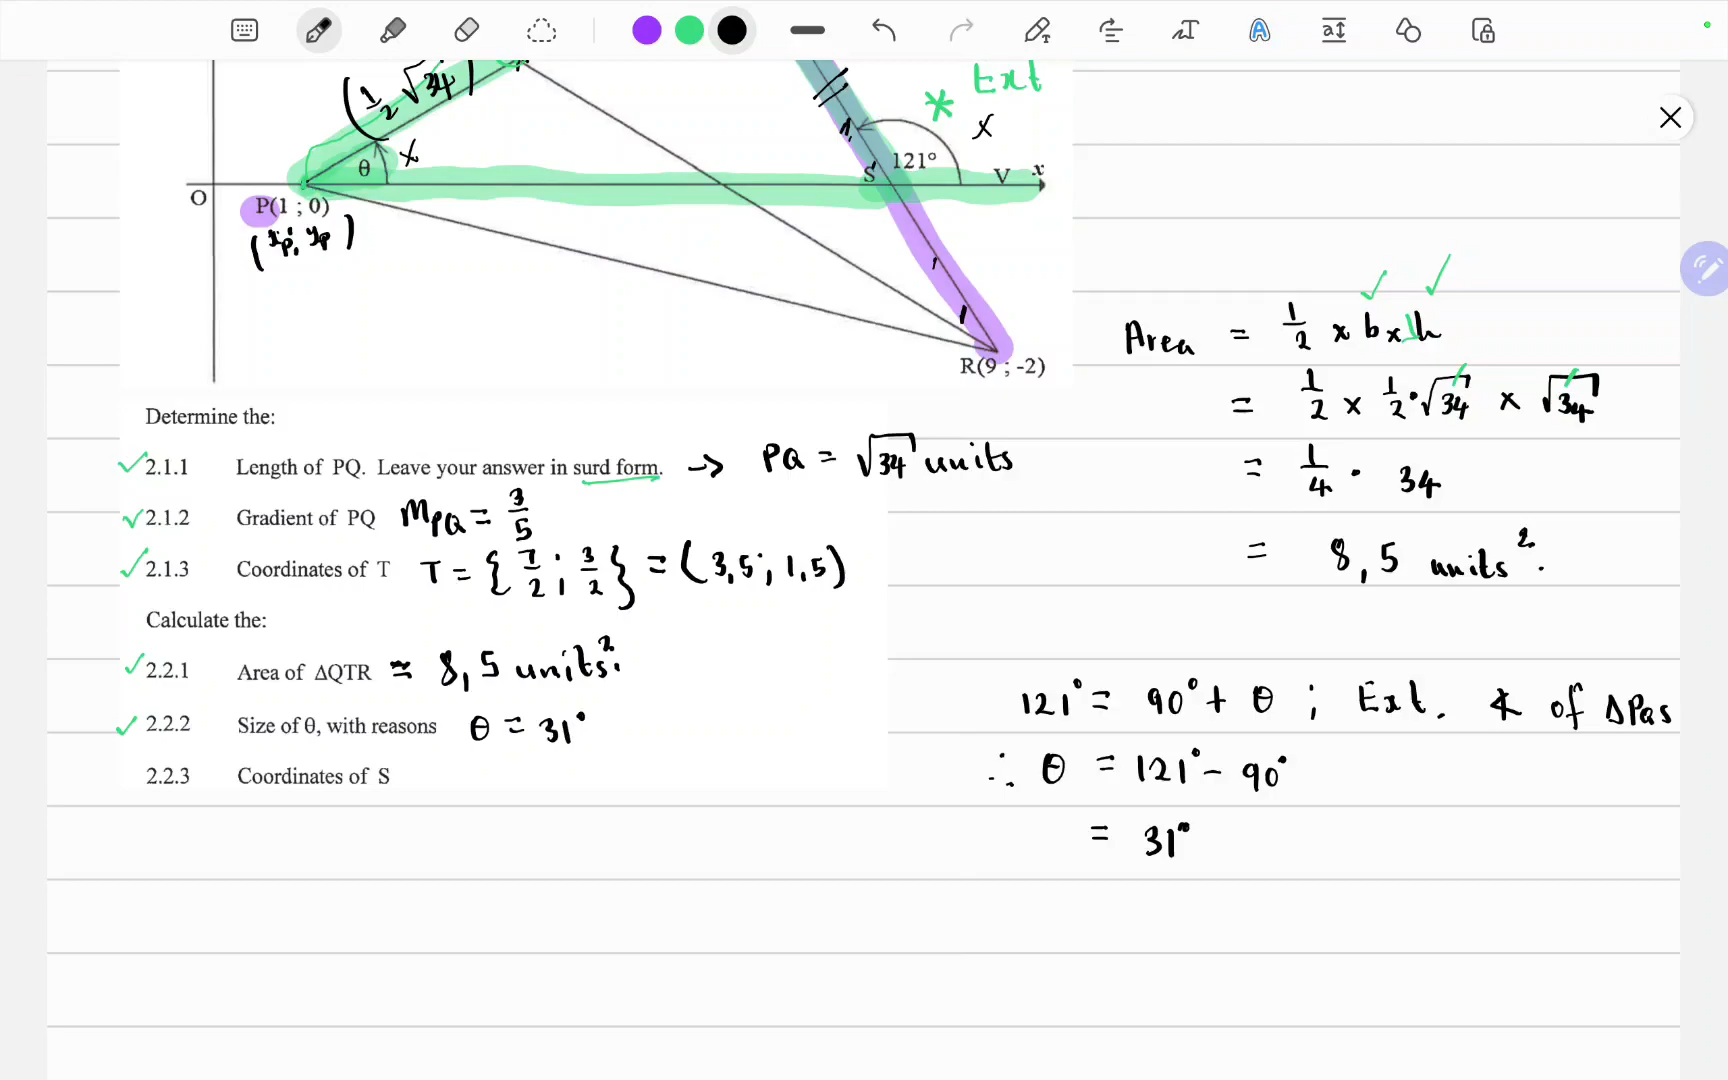 (1/2 √34)
Ext
*
x
x
θ
121°
S
V
x
O
P(1 ; 0)
(xp; yp)
R(9 ; -2)
Area = 1/2 x b x h
= 1/2 x 1/2·√34 x √34
= 1/4 · 34
= 8,5 units².
Determine the:
2.1.1 Length of PQ. Leave your answer in surd form. → PQ = √34 units
2.1.2 Gradient of PQ MPQ = 3/5
2.1.3 Coordinates of T T = {7/2 ; 3/2} = (3,5 ; 1,5)
Calculate the:
2.2.1 Area of ΔQTR = 8,5 units².
2.2.2 Size of θ, with reasons θ = 31°
2.2.3 Coordinates of S
121° = 90° + θ ; Ext. ∢ of ΔPQS
∴ θ = 121° - 90°
= 31°